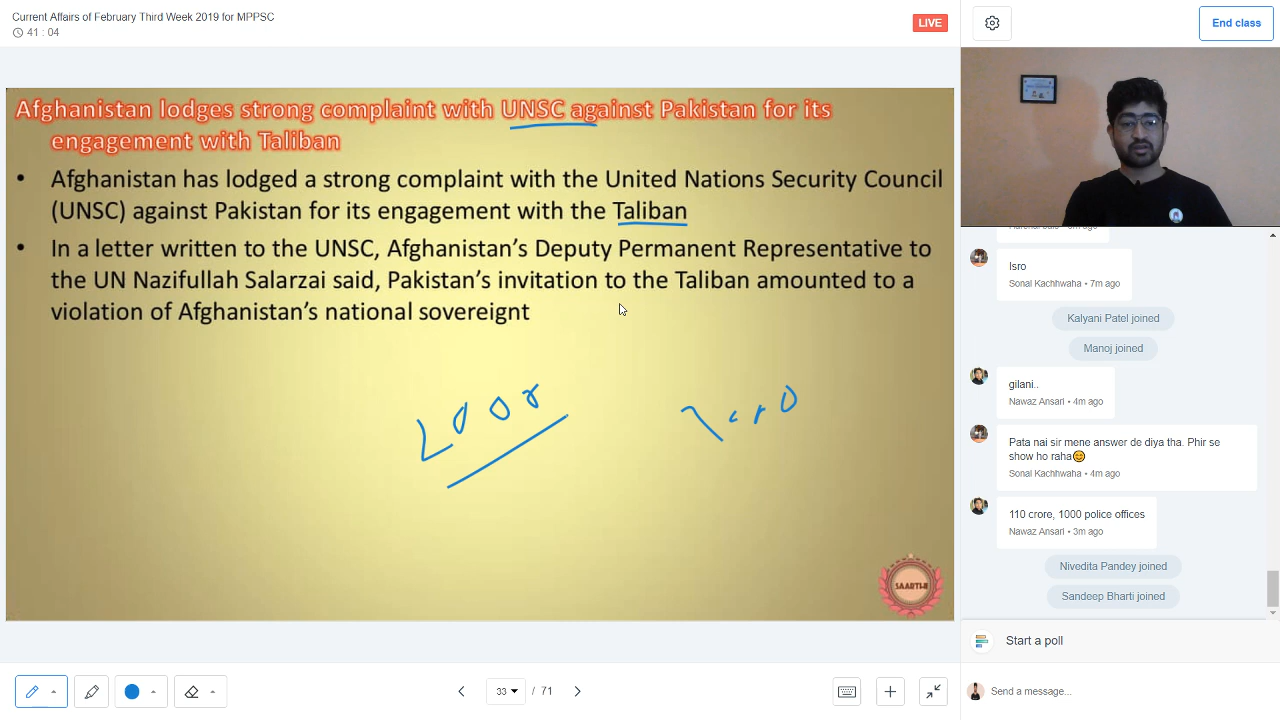 Current Affairs of February Third Week 2019 for MPPSC
41 : 04
LIVE
End class
Afghanistan lodges strong complaint with UNSC against Pakistan for its
engagement with Taliban
• Afghanistan has lodged a strong complaint with the United Nations Security Council
(UNSC) against Pakistan for its engagement with the Taliban
• In a letter written to the UNSC, Afghanistan's Deputy Permanent Representative to
the UN Nazifullah Salarzai said, Pakistan's invitation to the Taliban amounted to a
violation of Afghanistan's national sovereignt
SAARTHI
Isro
Sonal Kachhwaha • 7m ago
Kalyani Patel joined
Manoj joined
gilani..
Nawaz Ansari • 4m ago
Pata nai sir mene answer de diya tha. Phir se
show ho raha😊
Sonal Kachhwaha • 4m ago
110 crore, 1000 police offices
Nawaz Ansari • 3m ago
Nivedita Pandey joined
Sandeep Bharti joined
Start a poll
Send a message...
33 / 71